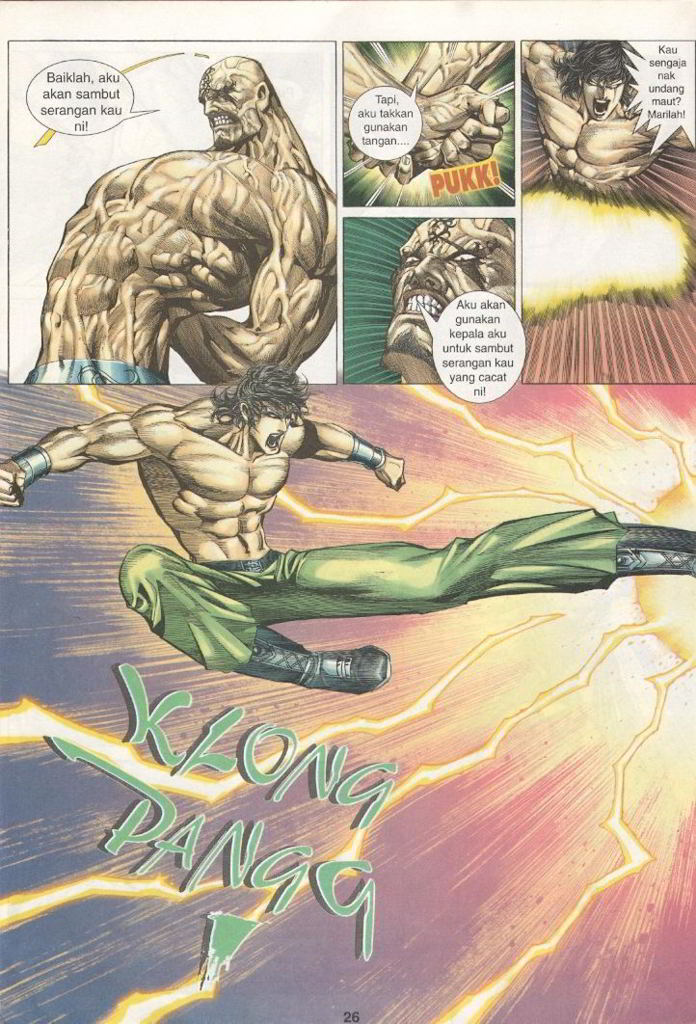 Baiklah, aku
akan sambut
serangan kau
ni!
Tapi,
aku takkan
gunakan
tangan....
PUKK!
Kau
sengaja
nak
undang
maut?
Marilah!
Aku akan
gunakan
kepala aku
untuk sambut
serangan kau
yang cacat
ni!
KLONG
PANGG
!
26